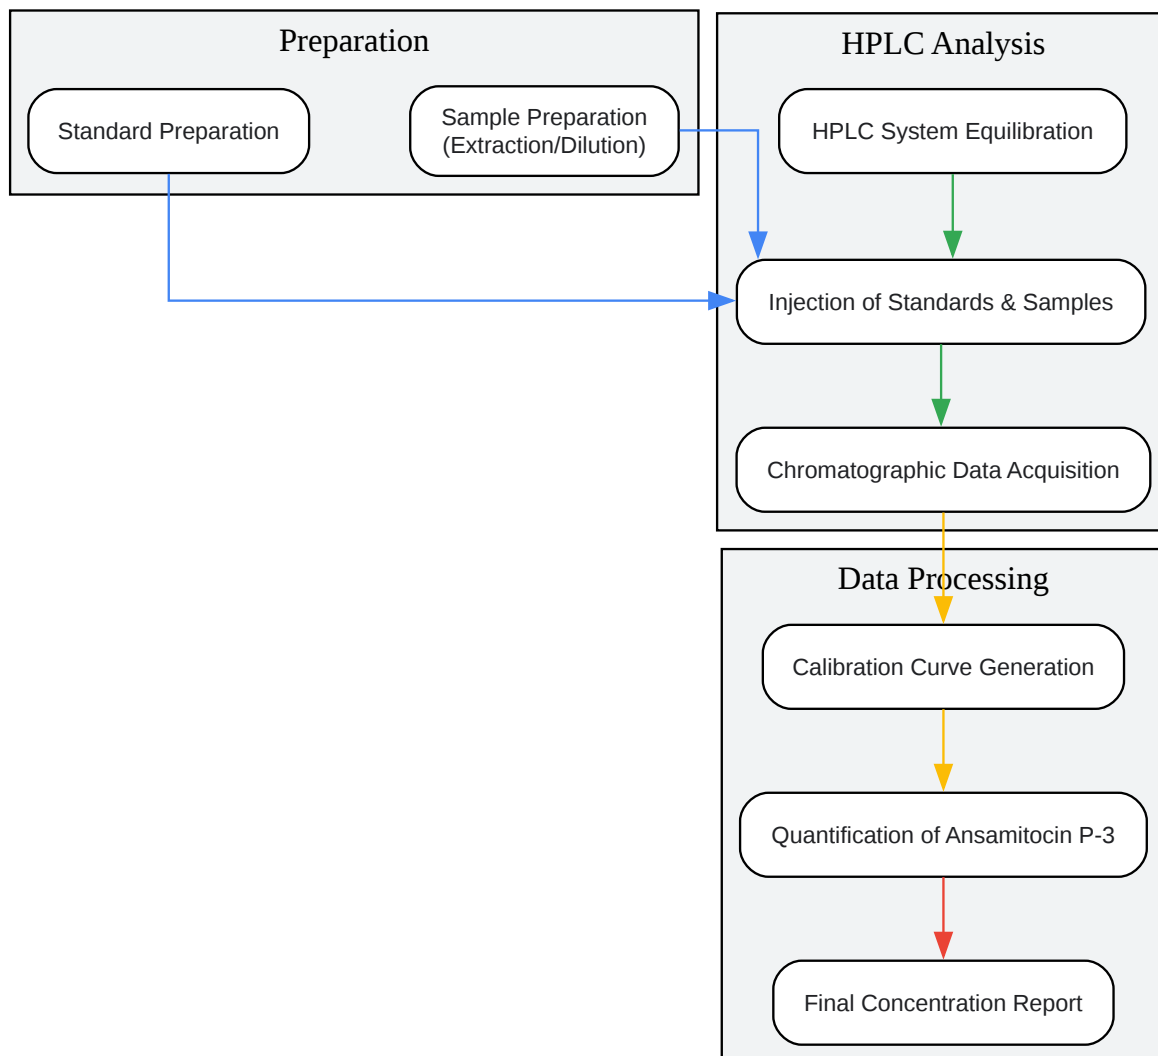 Preparation
Standard Preparation
Sample Preparation
(Extraction/Dilution)
HPLC Analysis
HPLC System Equilibration
Injection of Standards & Samples
Chromatographic Data Acquisition
Data Processing
Calibration Curve Generation
Quantification of Ansamitocin P-3
Final Concentration Report